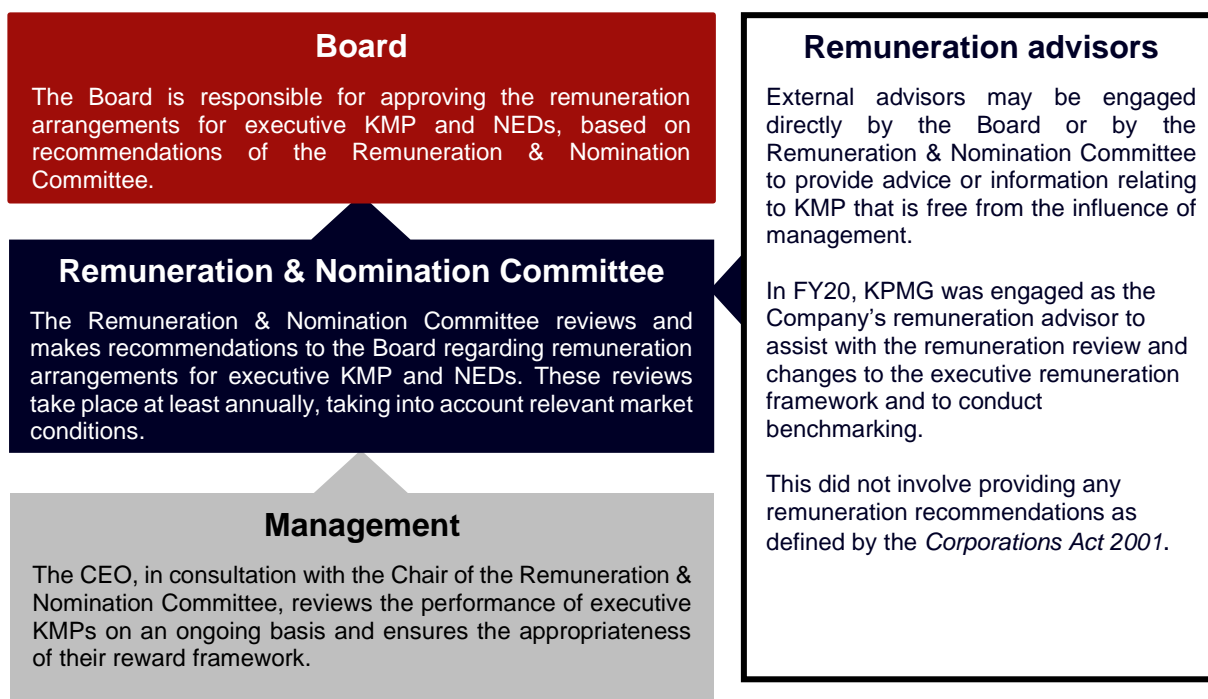 Board
The Board is responsible for approving the remuneration
arrangements for executive KMP and NEDs, based on
recommendations of the Remuneration & Nomination
Committee.
Remuneration & Nomination Committee
The Remuneration & Nomination Committee reviews and
makes recommendations to the Board regarding remuneration
arrangements for executive KMP and NEDs. These reviews
take place at least annually, taking into account relevant market
conditions.
Management
The CEO, in consultation with the Chair of the Remuneration &
Nomination Committee, reviews the performance of executive
KMPs on an ongoing basis and ensures the appropriateness
of their reward framework.
Remuneration advisors
External advisors may be engaged
directly by the Board or by the
Remuneration & Nomination Committee
to provide advice or information relating
to KMP that is free from the influence of
management.
In FY20, KPMG was engaged as the
Company’s remuneration advisor to
assist with the remuneration review and
changes to the executive remuneration
framework and to conduct
benchmarking.
This did not involve providing any
remuneration recommendations as
defined by the Corporations Act 2001.